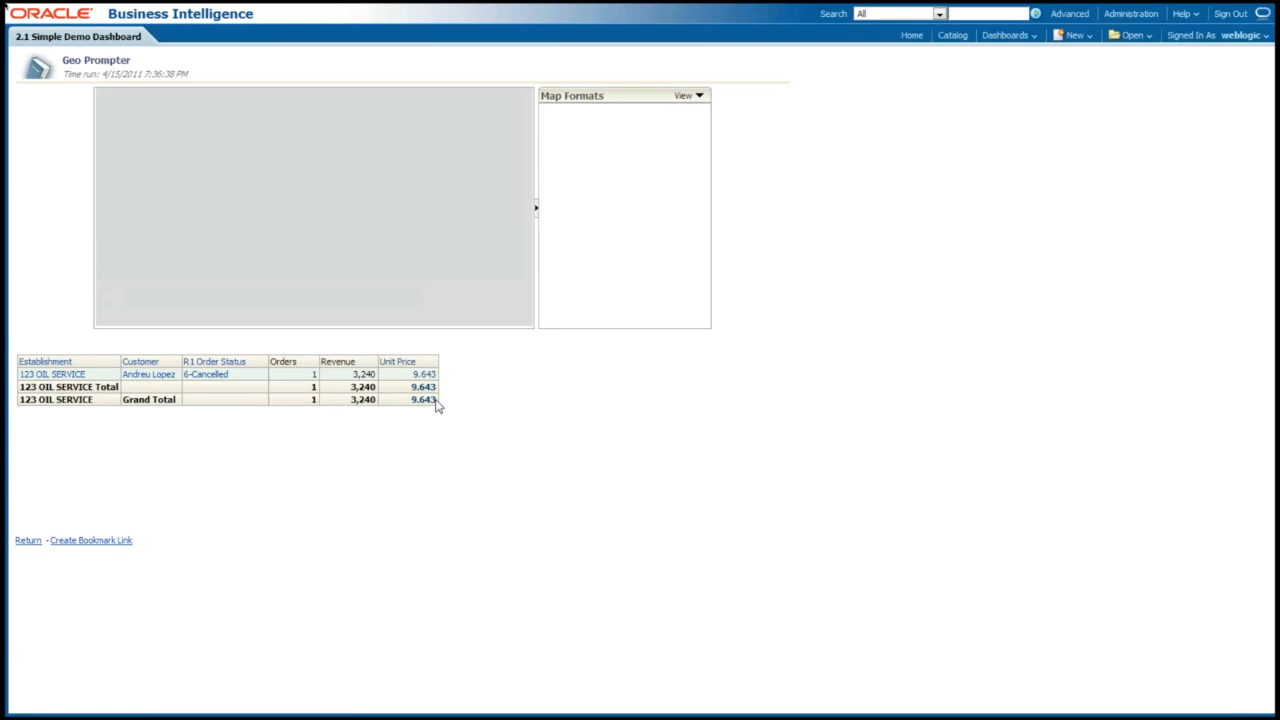 ORACLE Business Intelligence Search All Advanced Administration Help Sign Out
2.1 Simple Demo Dashboard Home Catalog Dashboards New Open Signed In As weblogic
Geo Prompter
Time run: 4/15/2011 7:36:38 PM
Map Formats View
Establishment Customer R1 Order Status Orders Revenue Unit Price
123 OIL SERVICE Andreu Lopez 6-Cancelled 1 3,240 9.643
123 OIL SERVICE Total 1 3,240 9.643
123 OIL SERVICE Grand Total 1 3,240 9.643
Return - Create Bookmark Link